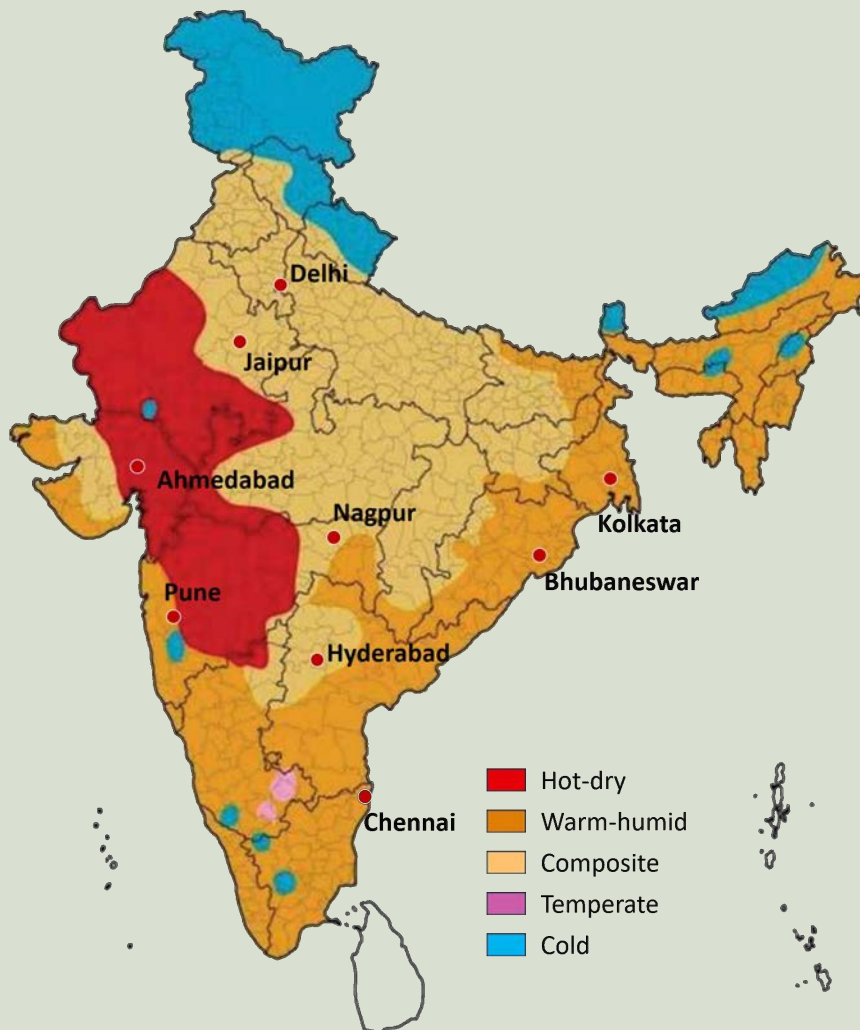 Delhi
Jaipur
Ahmedabad
Nagpur
Kolkata
Bhubaneswar
Pune
Hyderabad
Chennai
Hot-dry
Warm-humid
Composite
Temperate
Cold